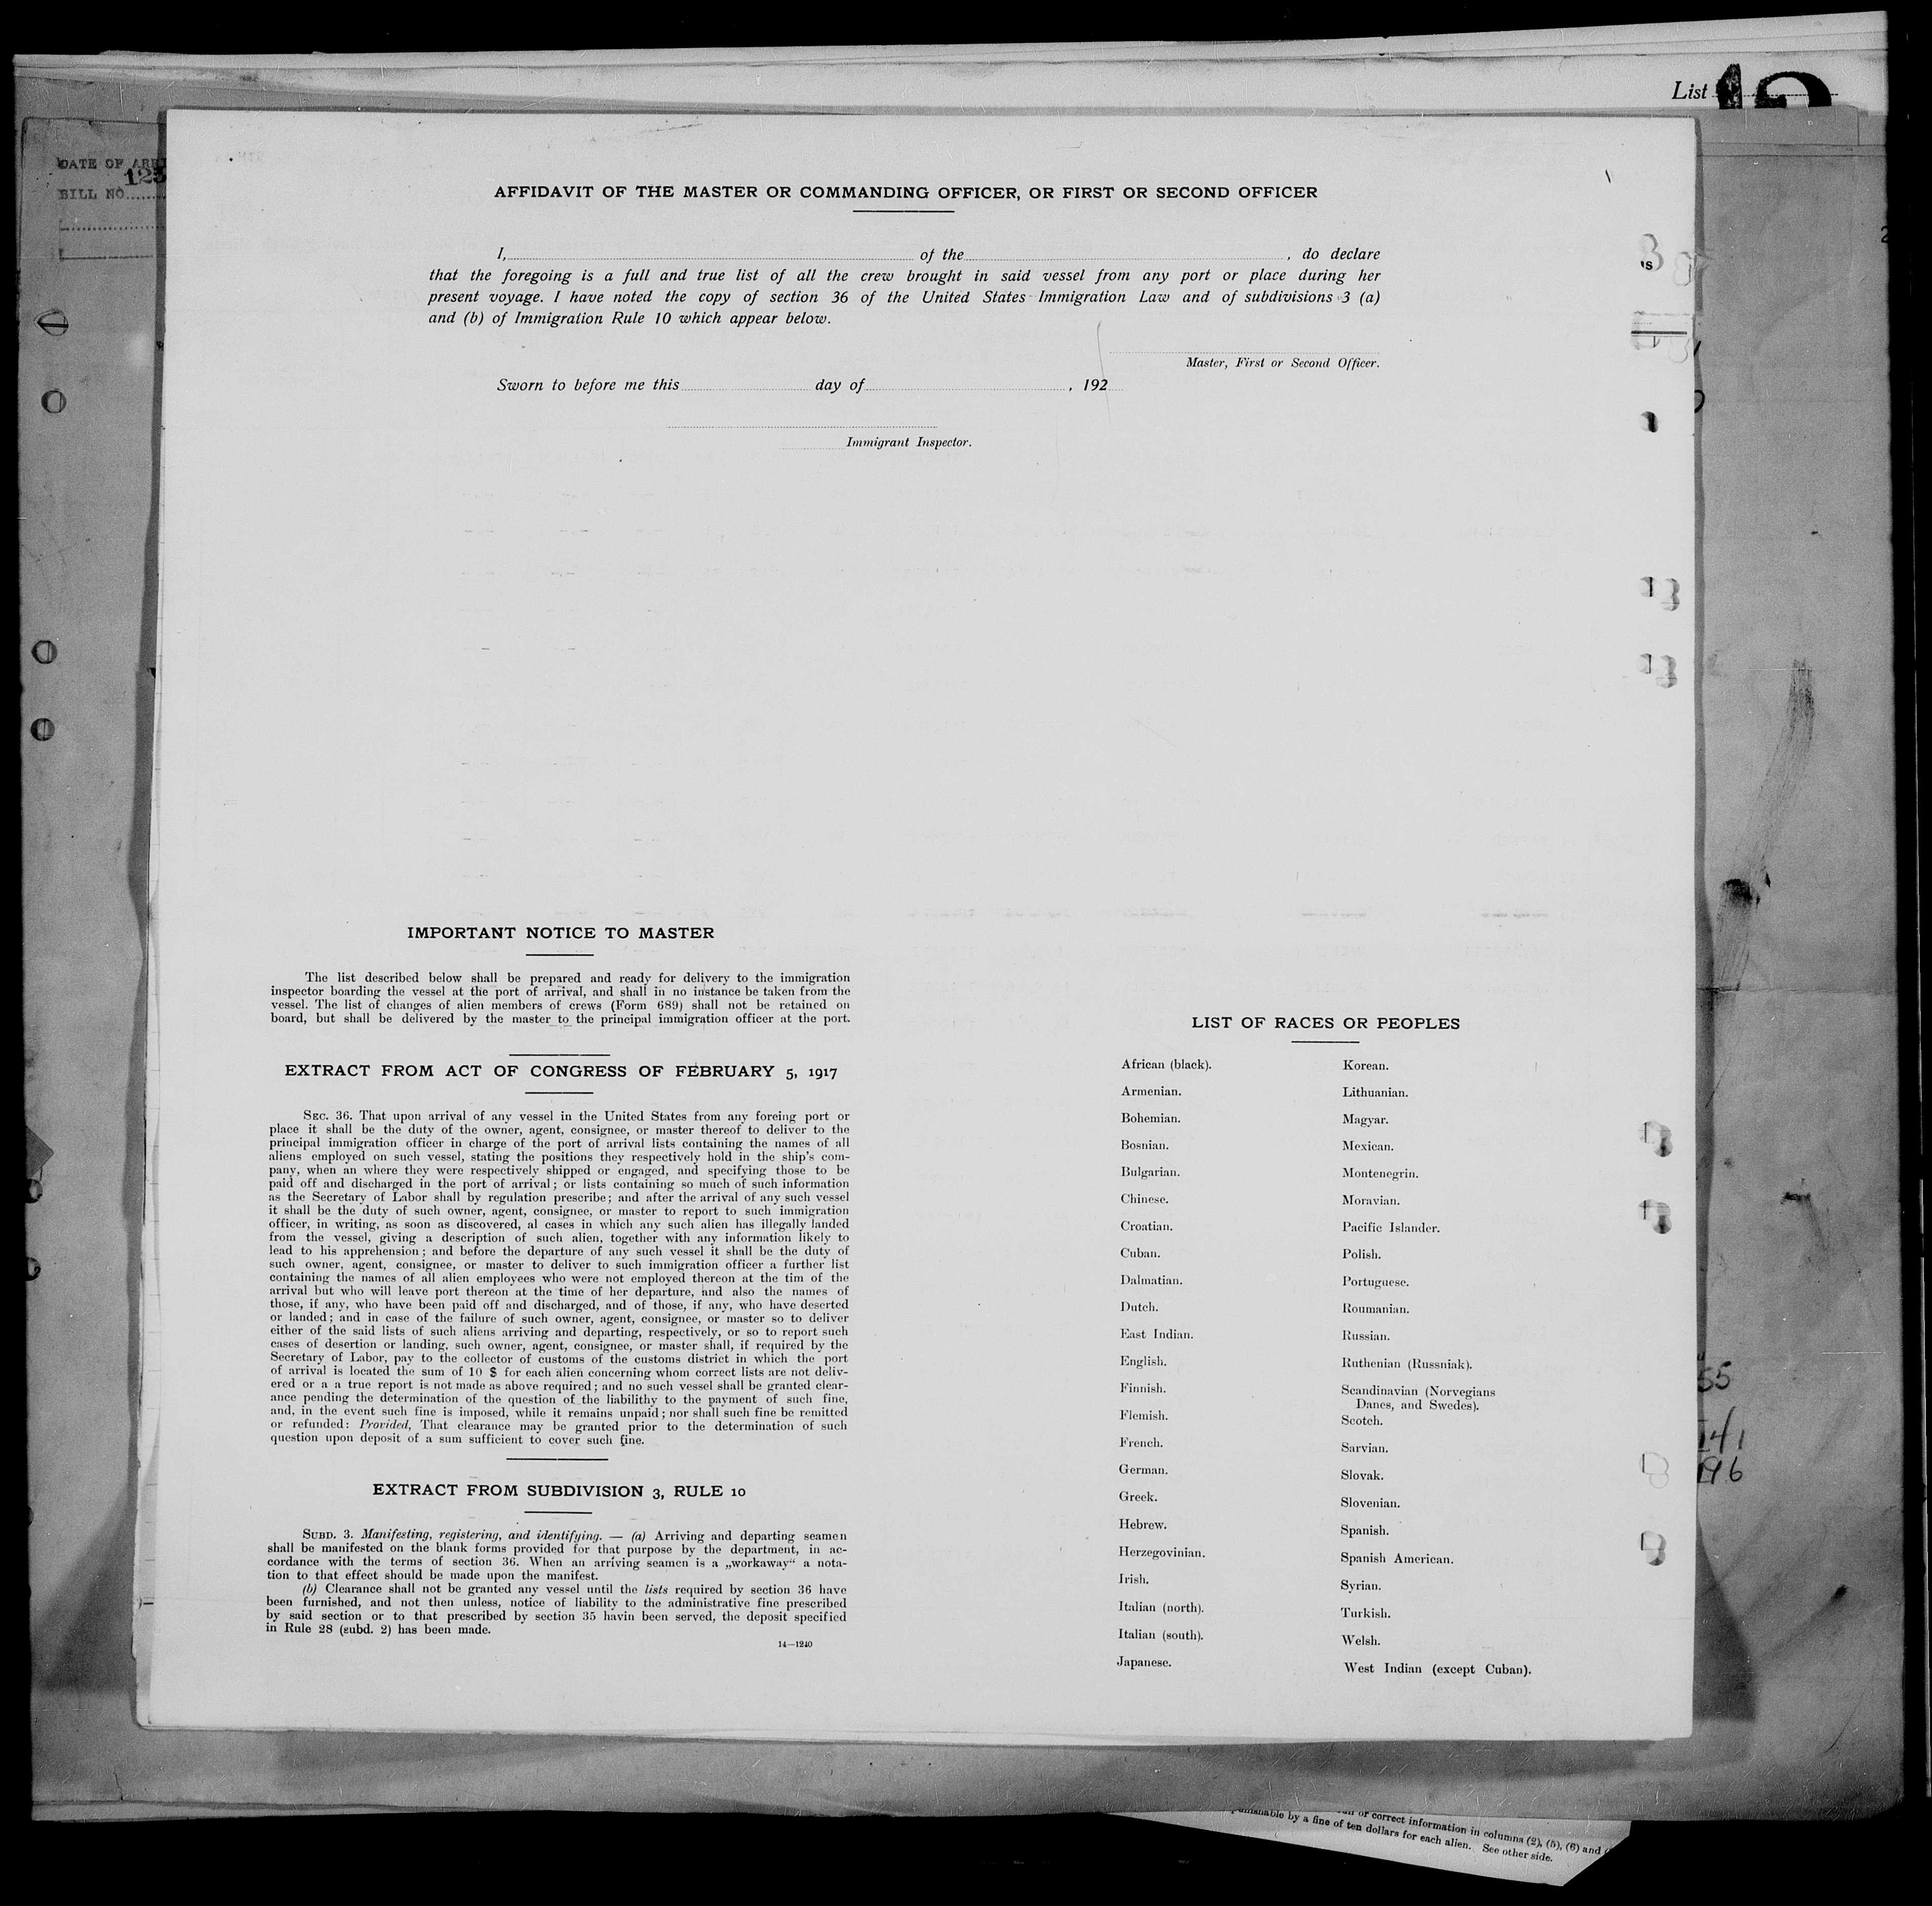 List
DATE OF ARRI
123
BILL NO.......
AFFIDAVIT OF THE MASTER OR COMMANDING OFFICER, OR FIRST OR SECOND OFFICER
I, of the , do declare
that the foregoing is a full and true list of all the crew brought in said vessel from any port or place during her
present voyage. I have noted the copy of section 36 of the United States Immigration Law and of subdivisions 3 (a)
and (b) of Immigration Rule 10 which appear below.
Master, First or Second Officer.
Sworn to before me this day of , 192
Immigrant Inspector.
IMPORTANT NOTICE TO MASTER
The list described below shall be prepared and ready for delivery to the immigration
inspector boarding the vessel at the port of arrival, and shall in no instance be taken from the
vessel. The list of changes of alien members of crews (Form 689) shall not be retained on
board, but shall be delivered by the master to the principal immigration officer at the port.
EXTRACT FROM ACT OF CONGRESS OF FEBRUARY 5, 1917
SEC. 36. That upon arrival of any vessel in the United States from any foreing port or
place it shall be the duty of the owner, agent, consignee, or master thereof to deliver to the
principal immigration officer in charge of the port of arrival lists containing the names of all
aliens employed on such vessel, stating the positions they respectively hold in the ship's com-
pany, when an where they were respectively shipped or engaged, and specifying those to be
paid off and discharged in the port of arrival; or lists containing so much of such information
as the Secretary of Labor shall by regulation prescribe; and after the arrival of any such vessel
it shall be the duty of such owner, agent, consignee, or master to report to such immigration
officer, in writing, as soon as discovered, al cases in which any such alien has illegally landed
from the vessel, giving a description of such alien, together with any information likely to
lead to his apprehension; and before the departure of any such vessel it shall be the duty of
such owner, agent, consignee, or master to deliver to such immigration officer a further list
containing the names of all alien employees who were not employed thereon at the tim of the
arrival but who will leave port thereon at the time of her departure, and also the names of
those, if any, who have been paid off and discharged, and of those, if any, who have deserted
or landed; and in case of the failure of such owner, agent, consignee, or master so to deliver
either of the said lists of such aliens arriving and departing, respectively, or so to report such
cases of desertion or landing, such owner, agent, consignee, or master shall, if required by the
Secretary of Labor, pay to the collector of customs of the customs district in which the port
of arrival is located the sum of 10 $ for each alien concerning whom correct lists are not deliv-
ered or a a true report is not made as above required; and no such vessel shall be granted clear-
ance pending the determination of the question of the liabilithy to the payment of such fine,
and, in the event such fine is imposed, while it remains unpaid; nor shall such fine be remitted
or refunded: Provided, That clearance may be granted prior to the determination of such
question upon deposit of a sum sufficient to cover such fine.
EXTRACT FROM SUBDIVISION 3, RULE 10
SUBD. 3. Manifesting, registering, and identifying. — (a) Arriving and departing seamen
shall be manifested on the blank forms provided for that purpose by the department, in ac-
cordance with the terms of section 36. When an arriving seamen is a „workaway“ a nota-
tion to that effect should be made upon the manifest.
(b) Clearance shall not be granted any vessel until the lists required by section 36 have
been furnished, and not then unless, notice of liability to the administrative fine prescribed
by said section or to that prescribed by section 35 havin been served, the deposit specified
in Rule 28 (subd. 2) has been made.
14—1240
LIST OF RACES OR PEOPLES
African (black).
Armenian.
Bohemian.
Bosnian.
Bulgarian.
Chinese.
Croatian.
Cuban.
Dalmatian.
Dutch.
East Indian.
English.
Finnish.
Flemish.
French.
German.
Greek.
Hebrew.
Herzegovinian.
Irish.
Italian (north).
Italian (south).
Japanese.
Korean.
Lithuanian.
Magyar.
Mexican.
Montenegrin.
Moravian.
Pacific Islander.
Polish.
Portuguese.
Roumanian.
Russian.
Ruthenian (Russniak).
Scandinavian (Norvegians
Danes, and Swedes).
Scotch.
Sarvian.
Slovak.
Slovenian.
Spanish.
Spanish American.
Syrian.
Turkish.
Welsh.
West Indian (except Cuban).
55
141
196
or correct information in columns (2), (5), (6) and
punishable by a fine of ten dollars for each alien. See other side.